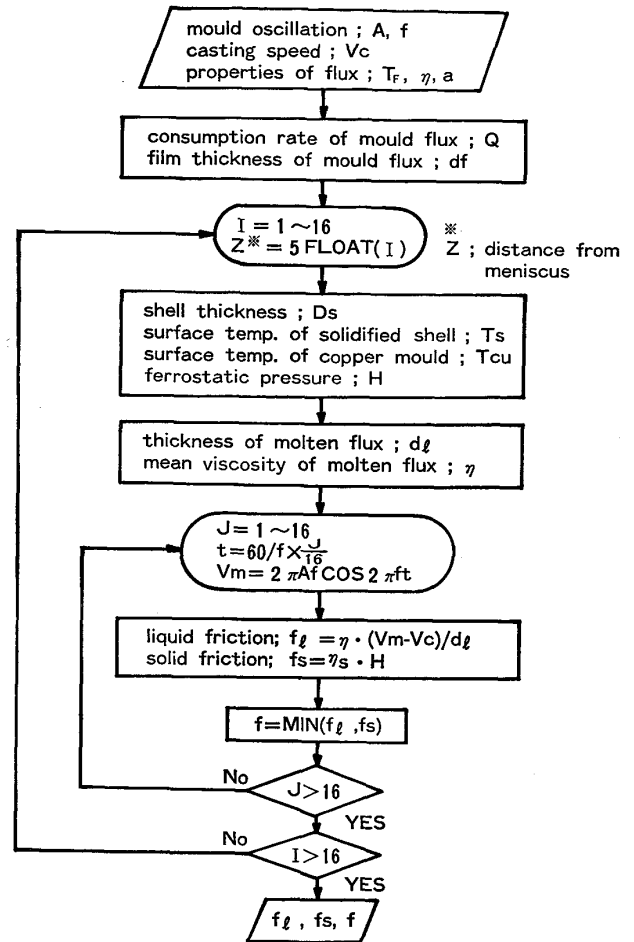 mould oscillation ; A, f
casting speed ; Vc
properties of flux ; TF, η, a
consumption rate of mould flux ; Q
film thickness of mould flux ; df
I = 1 ~16
Z※ = 5 FLOAT( I )
※
Z ; distance from
meniscus
shell thickness ; Ds
surface temp. of solidified shell ; Ts
surface temp. of copper mould ; Tcu
ferrostatic pressure ; H
thickness of molten flux ; dℓ
mean viscosity of molten flux ; η
J = 1 ~16
t=60/f×J/16
Vm= 2 πAf COS 2 πft
liquid friction; fℓ =η・(Vm-Vc)/dℓ
solid friction; fs=ηs・H
f=MIN(fℓ ,fs)
No
J>16
YES
No
I>16
YES
fℓ , fs, f